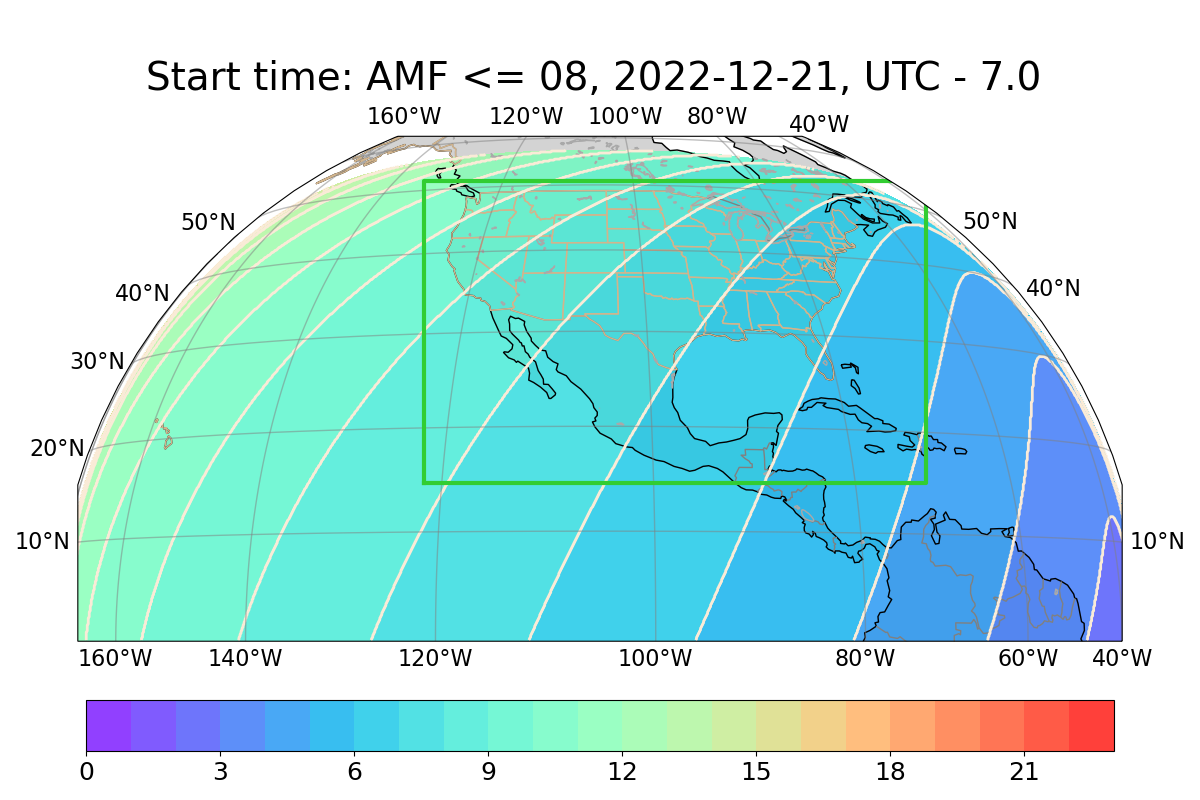 Start time: AMF <= 08, 2022-12-21, UTC - 7.0
160°W 120°W 100°W 80°W 40°W
50°N 50°N
40°N 40°N
30°N
20°N
10°N 10°N
160°W 140°W 120°W 100°W 80°W 60°W 40°W
0 3 6 9 12 15 18 21